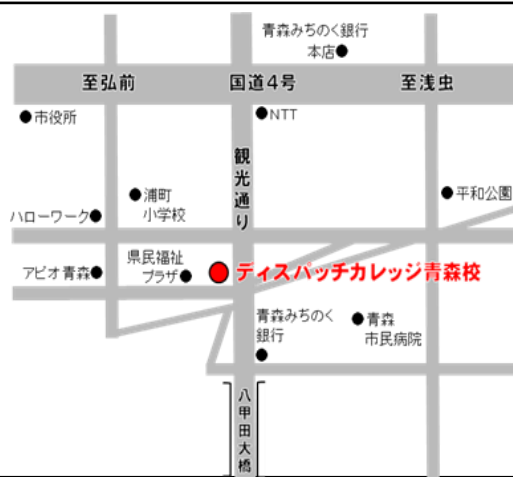 青森みちのく銀行
本店
至弘前
国道4号
至浅虫
市役所
NTT
観光通り
浦町
小学校
平和公園
ハローワーク
県民福祉
プラザ
ディスパッチカレッジ青森校
アピオ青森
青森みちのく
銀行
青森
市民病院
八甲田大橋